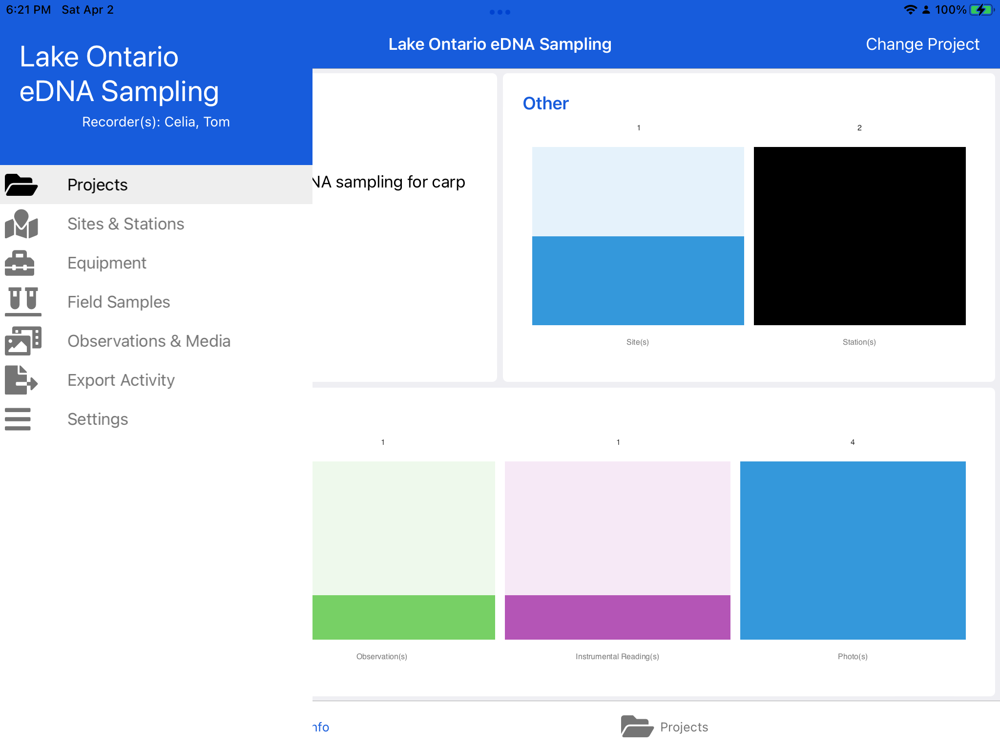 6:21 PM Sat Apr 2
100%
Lake Ontario
eDNA Sampling
Recorder(s): Celia, Tom
Lake Ontario eDNA Sampling
Change Project
Projects
Sites & Stations
Equipment
Field Samples
Observations & Media
Export Activity
Settings
NA sampling for carp
Other
1
2
Site(s)
Station(s)
1
1
4
Observation(s)
Instrumental Reading(s)
Photo(s)
nfo
Projects